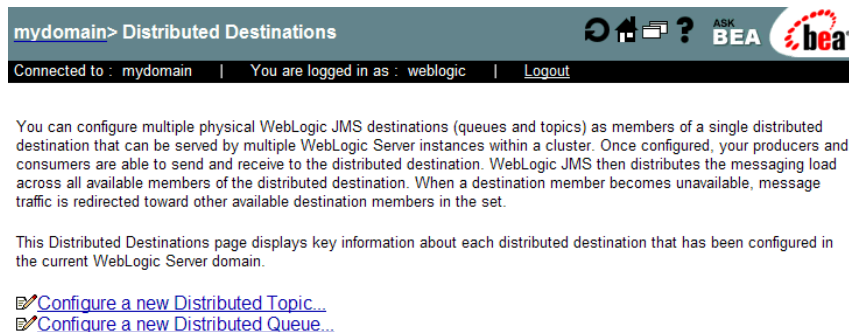 mydomain> Distributed Destinations
? ASK BEA bea
Connected to : mydomain | You are logged in as : weblogic | Logout
You can configure multiple physical WebLogic JMS destinations (queues and topics) as members of a single distributed
destination that can be served by multiple WebLogic Server instances within a cluster. Once configured, your producers and
consumers are able to send and receive to the distributed destination. WebLogic JMS then distributes the messaging load
across all available members of the distributed destination. When a destination member becomes unavailable, message
traffic is redirected toward other available destination members in the set.
This Distributed Destinations page displays key information about each distributed destination that has been configured in
the current WebLogic Server domain.
Configure a new Distributed Topic...
Configure a new Distributed Queue...